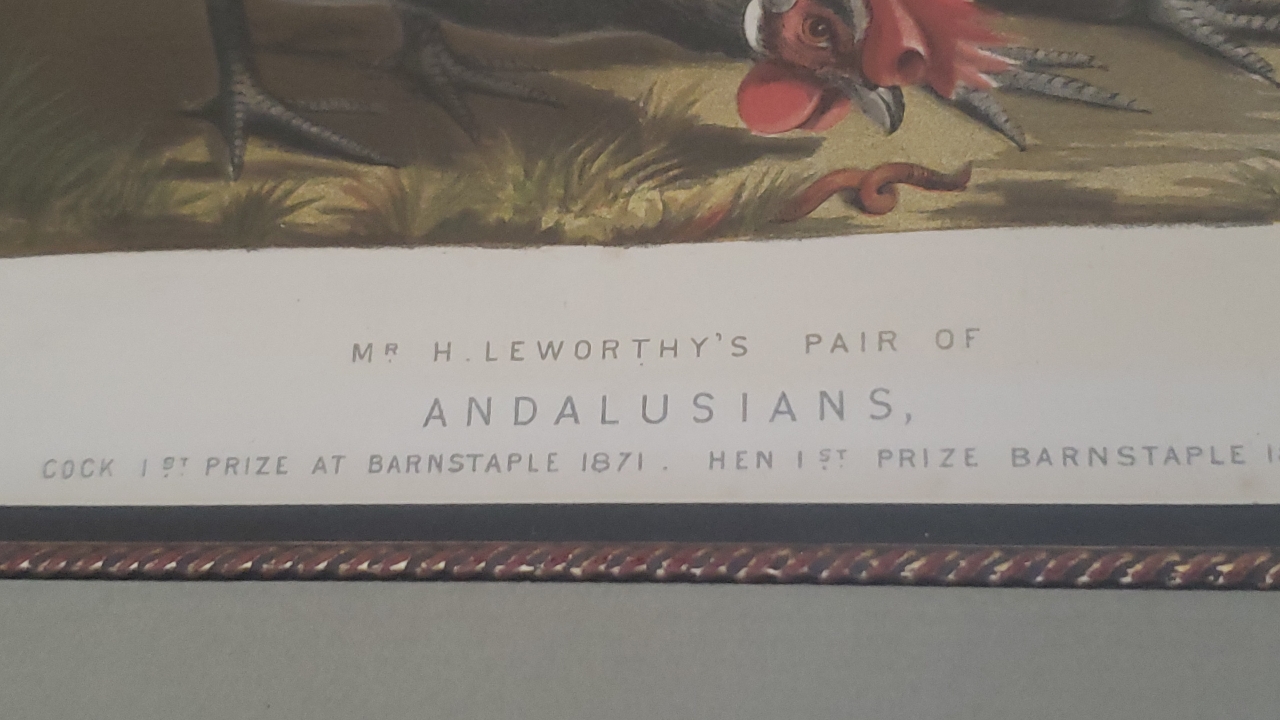 MR H. LEWORTHY'S PAIR OF
ANDALUSIANS,
COCK 1ST PRIZE AT BARNSTAPLE 1871. HEN 1ST PRIZE BARNSTAPLE